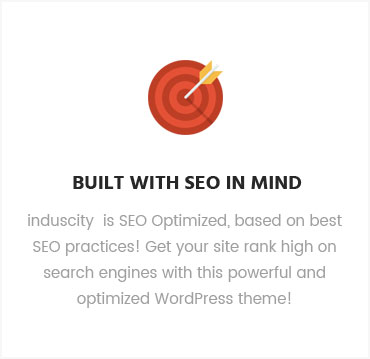 BUILT WITH SEO IN MIND
induscity  is SEO Optimized, based on best
SEO practices! Get your site rank high on
search engines with this powerful and
optimized WordPress theme!